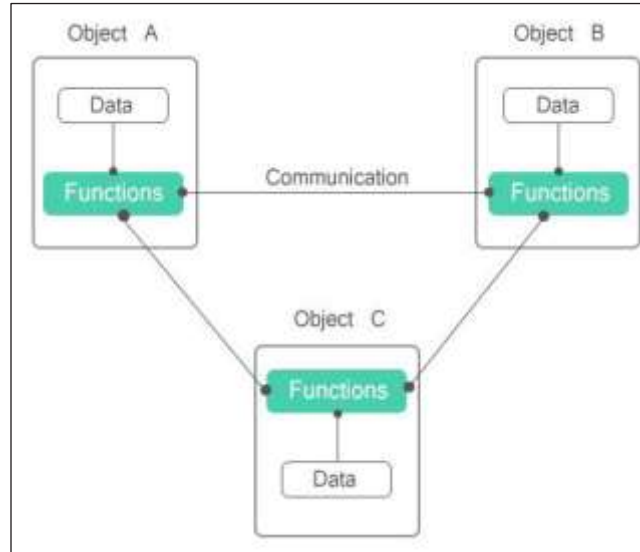 Object A
Object B
Data
Data
Functions
Communication
Functions
Object C
Functions
Data